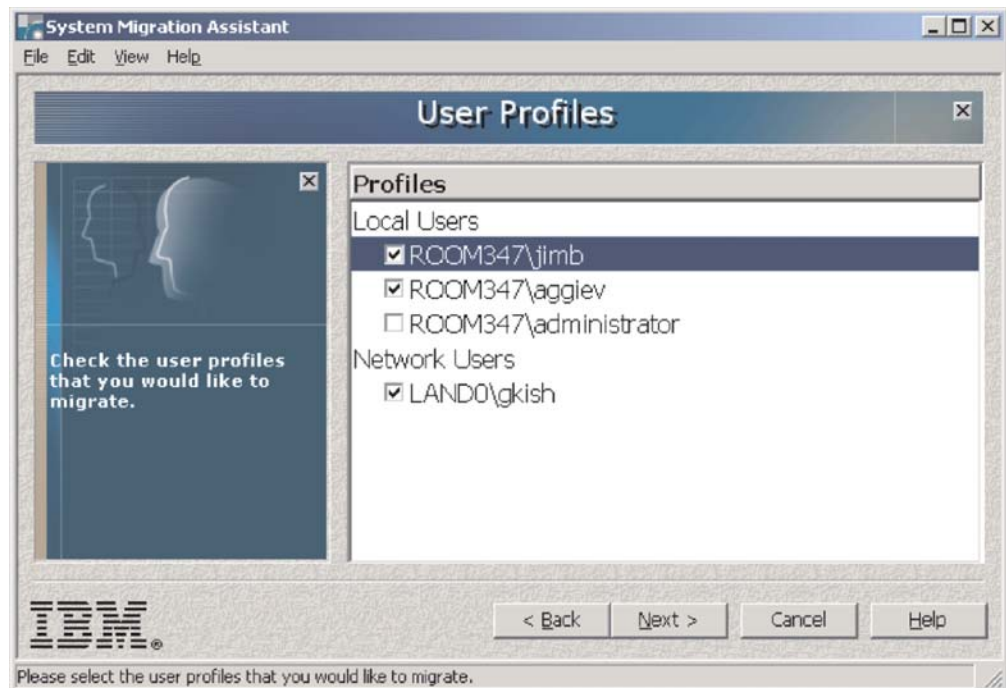 System Migration Assistant
File Edit View Help
User Profiles
Check the user profiles
that you would like to
migrate.
Profiles
Local Users
ROOM347\jimb
ROOM347\aggiev
ROOM347\administrator
Network Users
LAND0\gkish
IBM®
< Back Next > Cancel Help
Please select the user profiles that you would like to migrate.